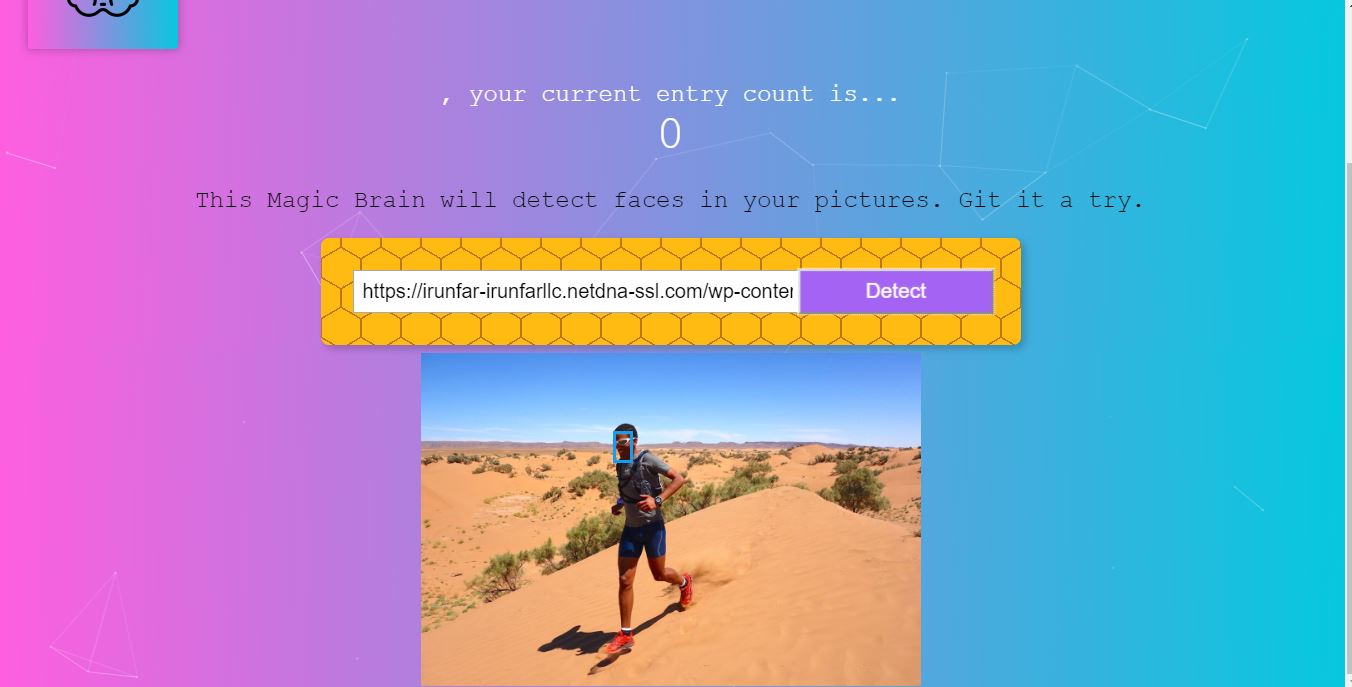 , your current entry count is...
0
This Magic Brain will detect faces in your pictures. Git it a try.
https://irunfar-irunfarllc.netdna-ssl.com/wp-conter
Detect